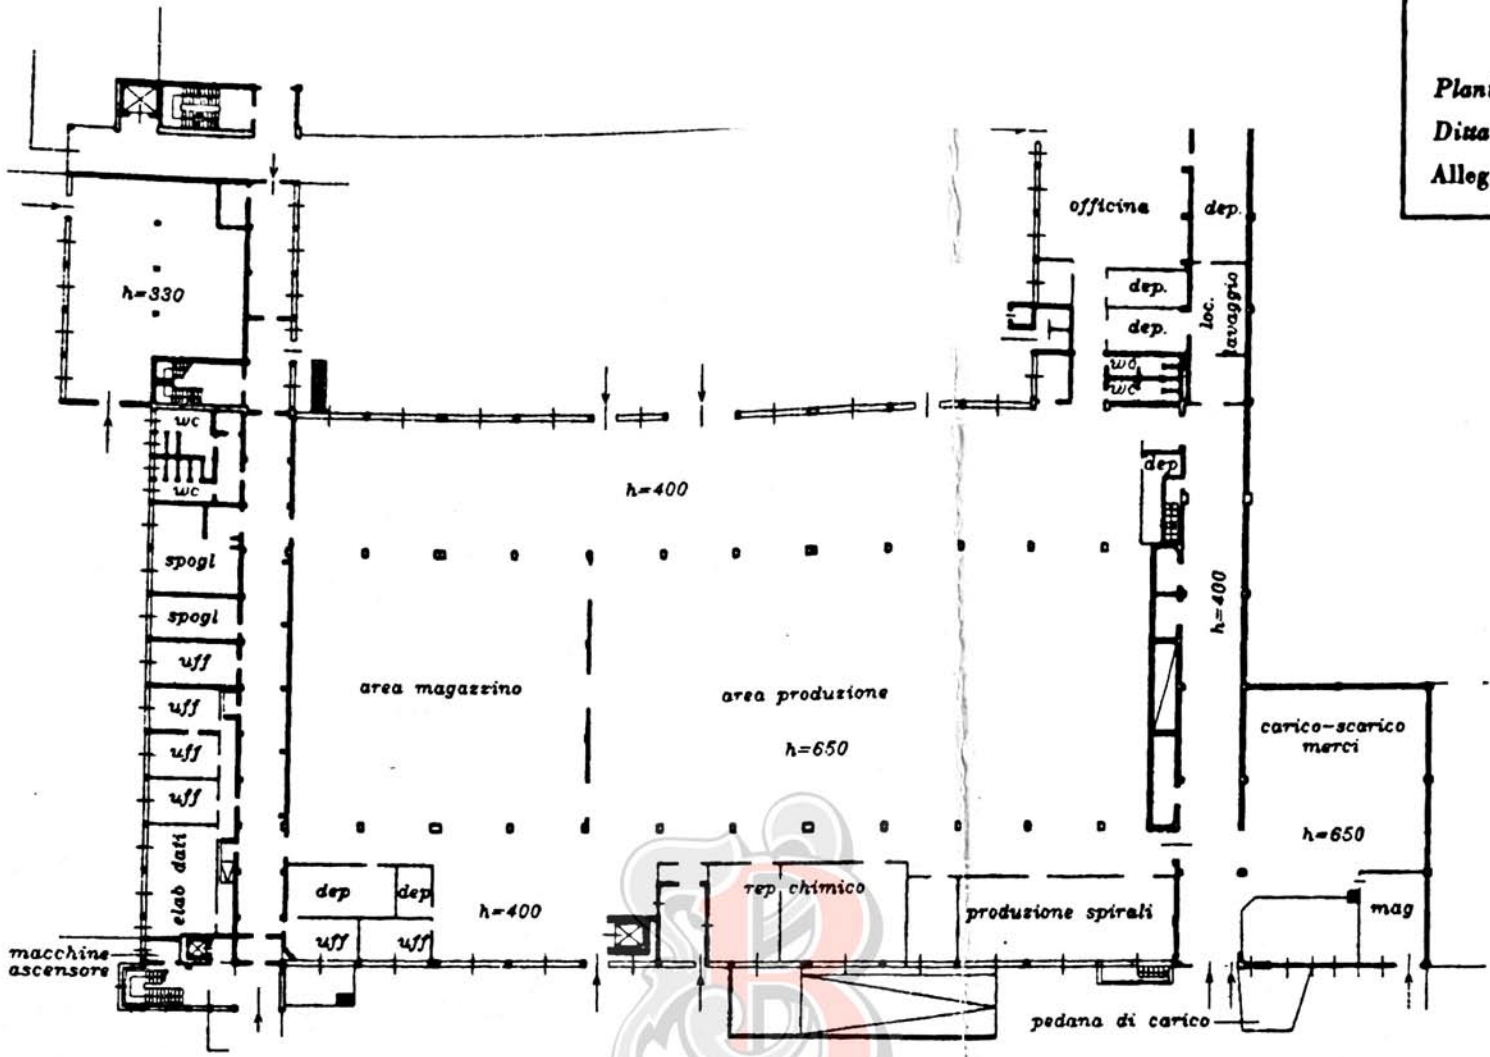 Plani
Ditta
Alleg
officina
dep.
h=330
dep.
loc. lavaggio
dep.
wc
wc
wc
wc
dep
h=400
spogl
spogl
h=400
uff
area magazzino
area produzione
uff
carico-scarico
merci
uff
h=650
uff
h=650
elab dati
dep
dep
rep chimico
h=400
produzione spirali
mag
uff
uff
macchine
ascensore
pedana di carico